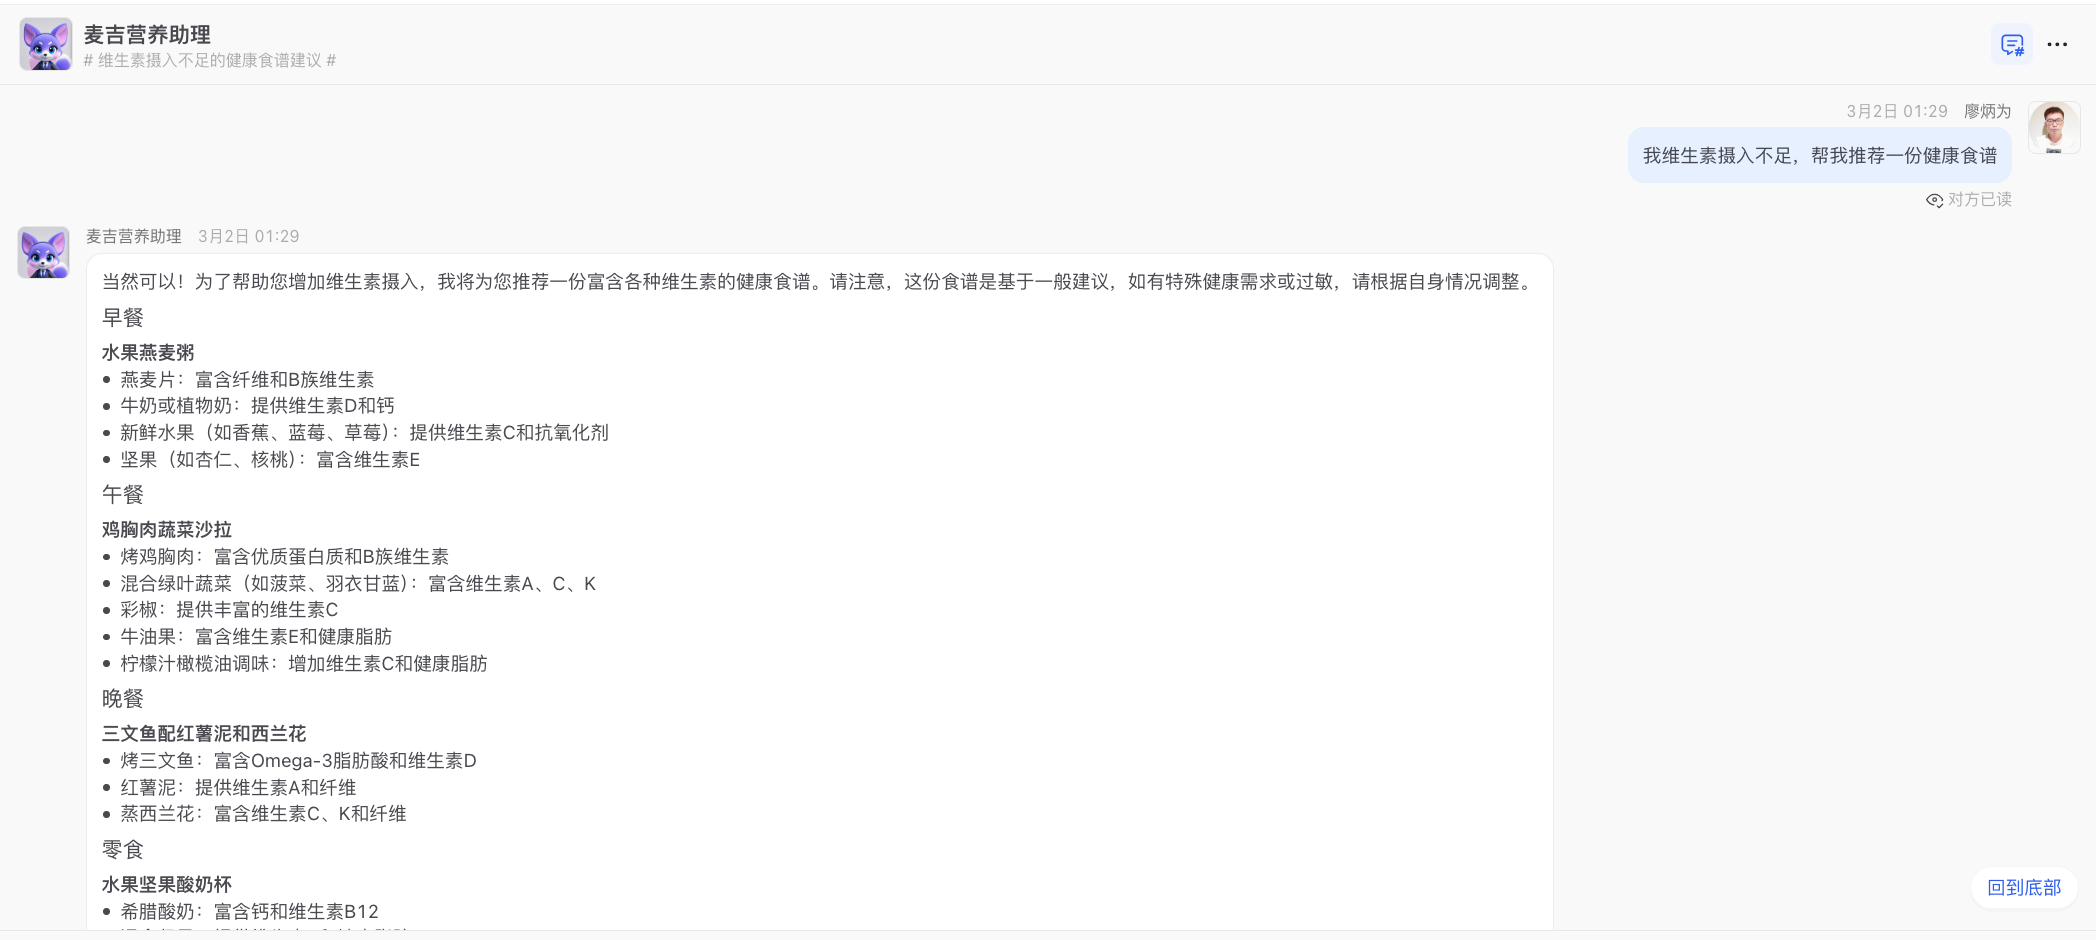 麦吉营养助理
# 维生素摄入不足的健康食谱建议 #
3月2日 01:29 廖炳为
我维生素摄入不足，帮我推荐一份健康食谱
对方已读
麦吉营养助理 3月2日 01:29
当然可以！为了帮助您增加维生素摄入，我将为您推荐一份富含各种维生素的健康食谱。请注意，这份食谱是基于一般建议，如有特殊健康需求或过敏，请根据自身情况调整。
早餐
水果燕麦粥
• 燕麦片：富含纤维和B族维生素
• 牛奶或植物奶：提供维生素D和钙
• 新鲜水果（如香蕉、蓝莓、草莓）：提供维生素C和抗氧化剂
• 坚果（如杏仁、核桃）：富含维生素E
午餐
鸡胸肉蔬菜沙拉
• 烤鸡胸肉：富含优质蛋白质和B族维生素
• 混合绿叶蔬菜（如菠菜、羽衣甘蓝）：富含维生素A、C、K
• 彩椒：提供丰富的维生素C
• 牛油果：富含维生素E和健康脂肪
• 柠檬汁橄榄油调味：增加维生素C和健康脂肪
晚餐
三文鱼配红薯泥和西兰花
• 烤三文鱼：富含Omega-3脂肪酸和维生素D
• 红薯泥：提供维生素A和纤维
• 蒸西兰花：富含维生素C、K和纤维
零食
水果坚果酸奶杯
• 希腊酸奶：富含钙和维生素B12
回到底部